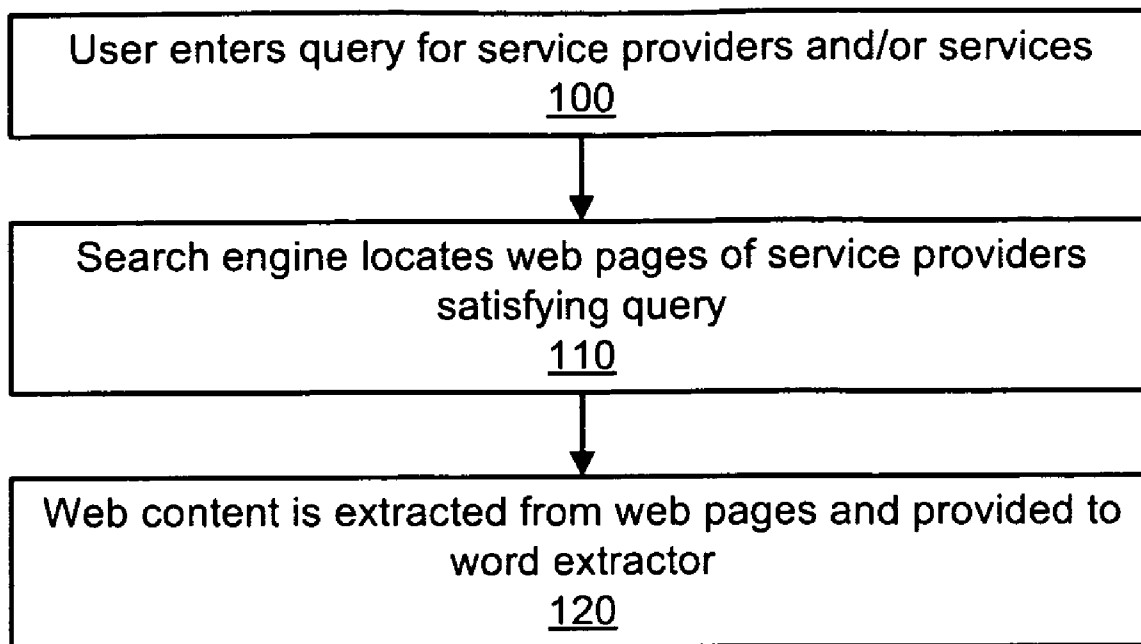 User enters query for service providers and/or services
100
Search engine locates web pages of service providers
satisfying query
110
Web content is extracted from web pages and provided to
word extractor
120